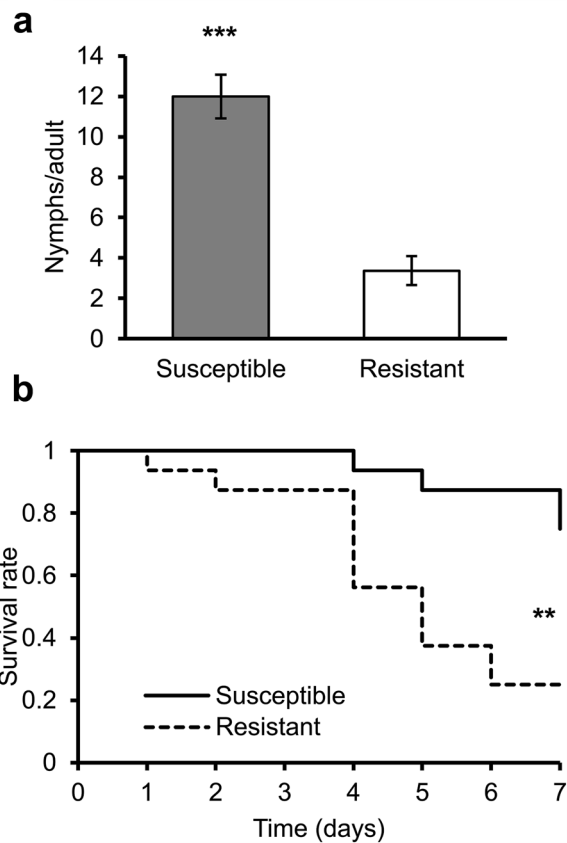 a
***
14
12
10
8
6
4
2
0
Nymphs/adult
Susceptible Resistant
b
1
0.8
0.6
0.4
0.2
0
Survival rate
**
Susceptible
Resistant
0 1 2 3 4 5 6 7
Time (days)